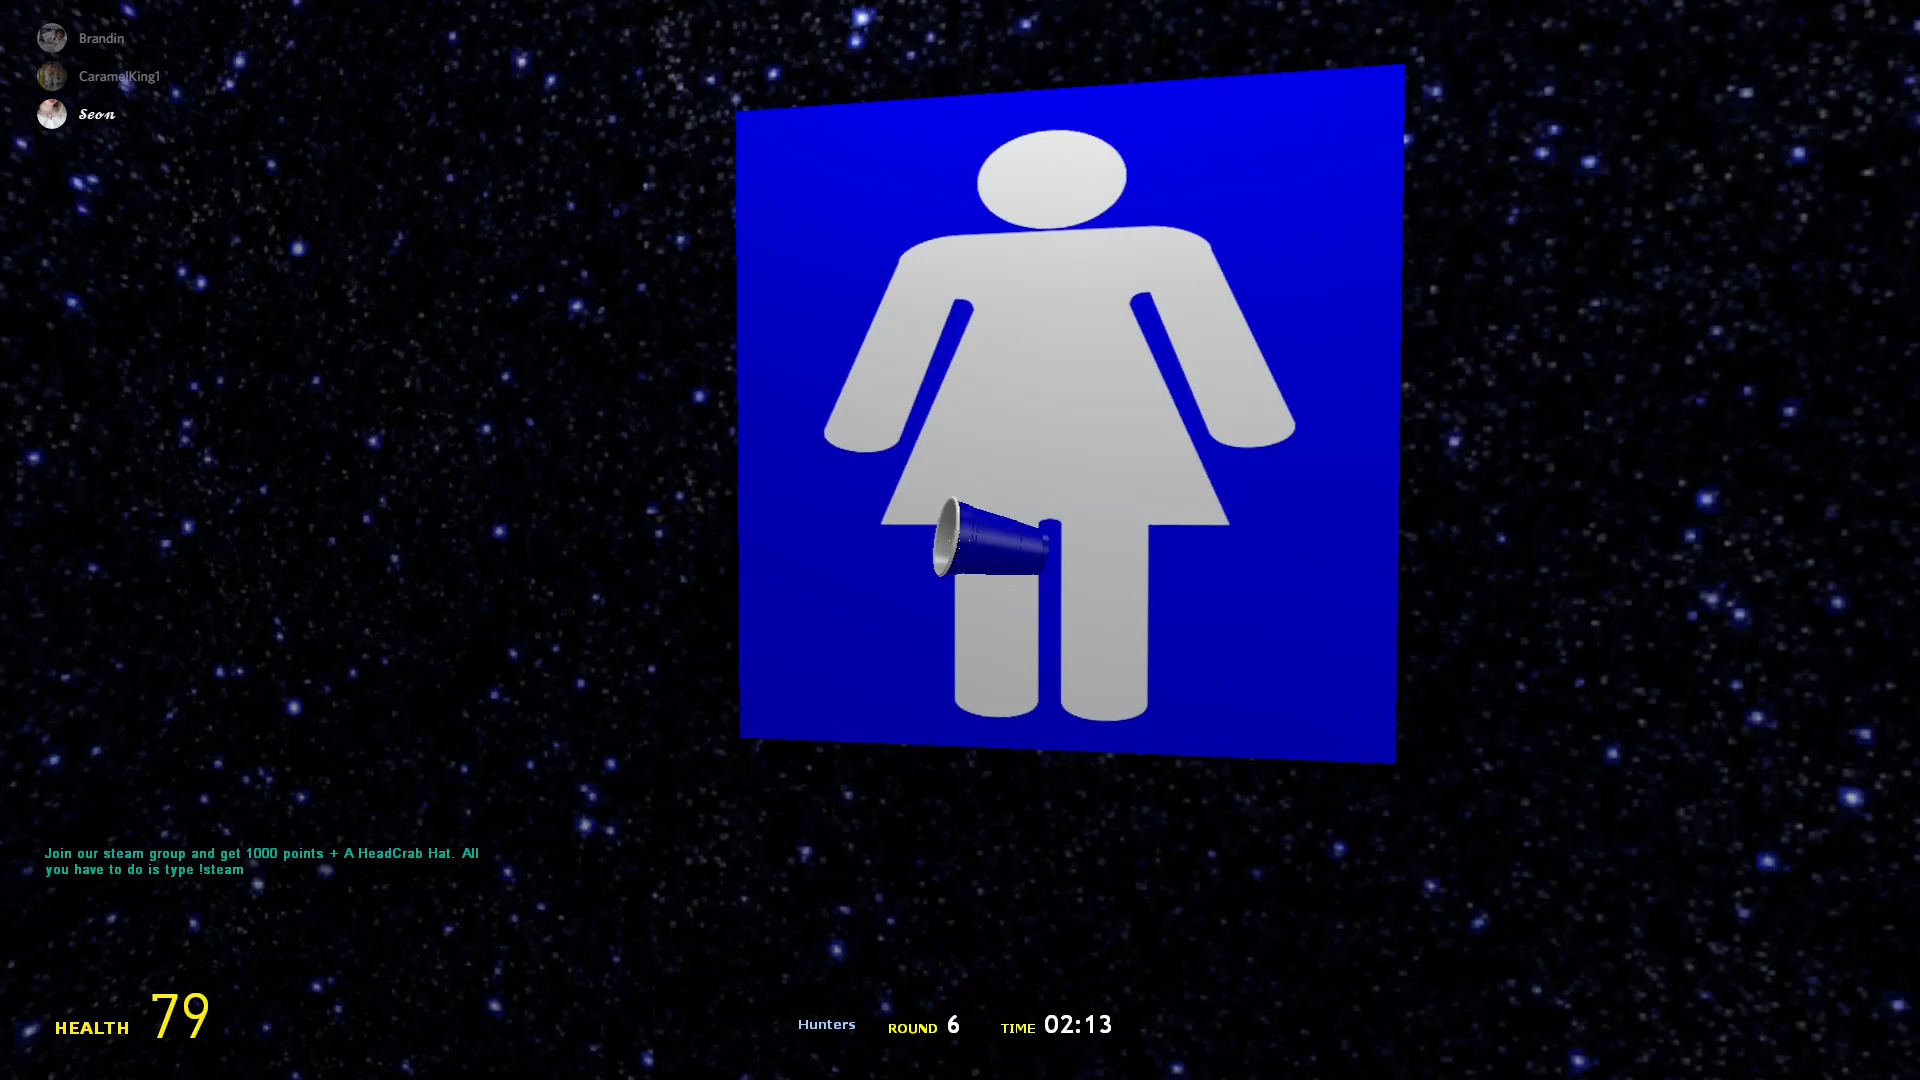 Brandin
CaramelKing1
Seon
Join our steam group and get 1000 points + A HeadCrab Hat. All
you have to do is type !steam
HEALTH 79
Hunters ROUND 6 TIME 02:13